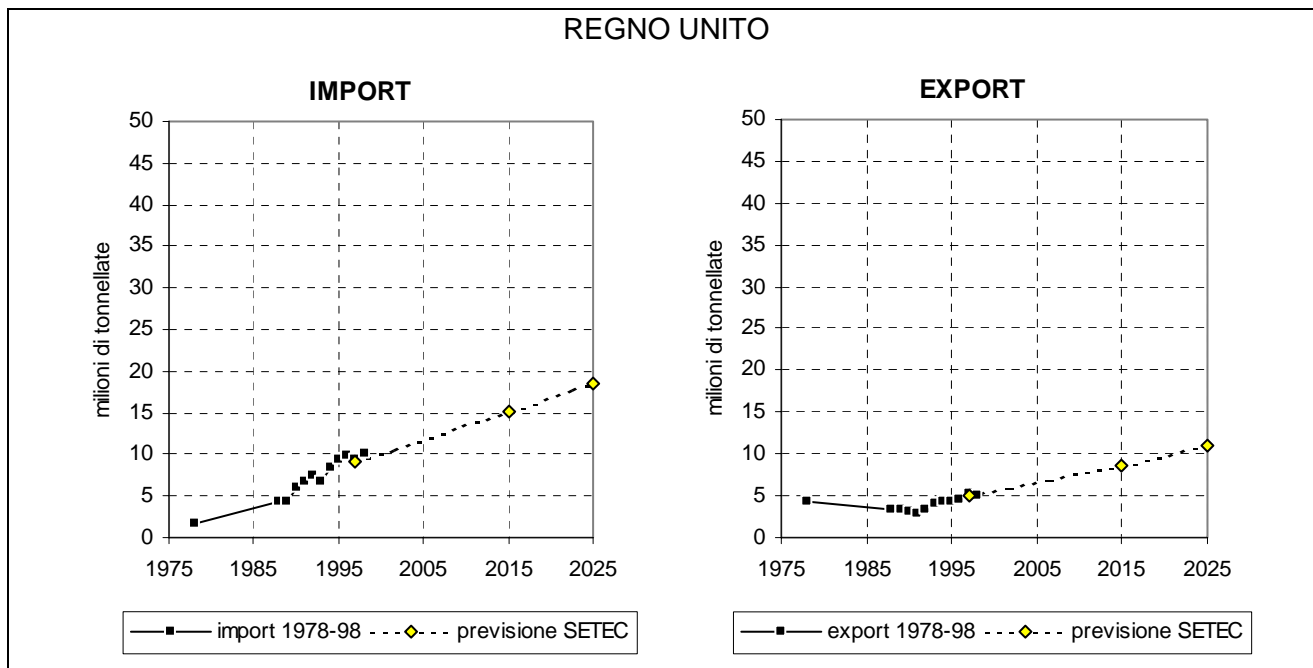 REGNO UNITO
IMPORT
milioni di tonnellate
50
45
40
35
30
25
20
15
10
5
0
1975 1985 1995 2005 2015 2025
import 1978-98 previsione SETEC
EXPORT
milioni di tonnellate
50
45
40
35
30
25
20
15
10
5
0
1975 1985 1995 2005 2015 2025
export 1978-98 previsione SETEC